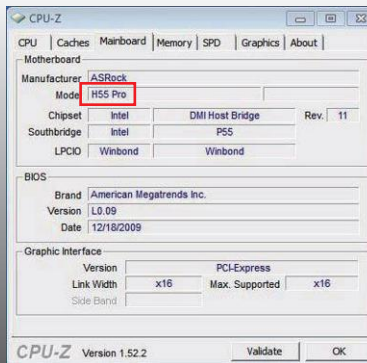 CPU-Z
CPU Caches Mainboard Memory SPD Graphics About
Motherboard
Manufacturer ASRock
Model H55 Pro
Chipset Intel DMI Host Bridge Rev. 11
Southbridge Intel P55
LPCIO Winbond Winbond
BIOS
Brand American Megatrends Inc.
Version L0.09
Date 12/18/2009
Graphic Interface
Version PCI-Express
Link Width x16 Max. Supported x16
Side Band
CPU-Z Version 1.52.2 Validate OK